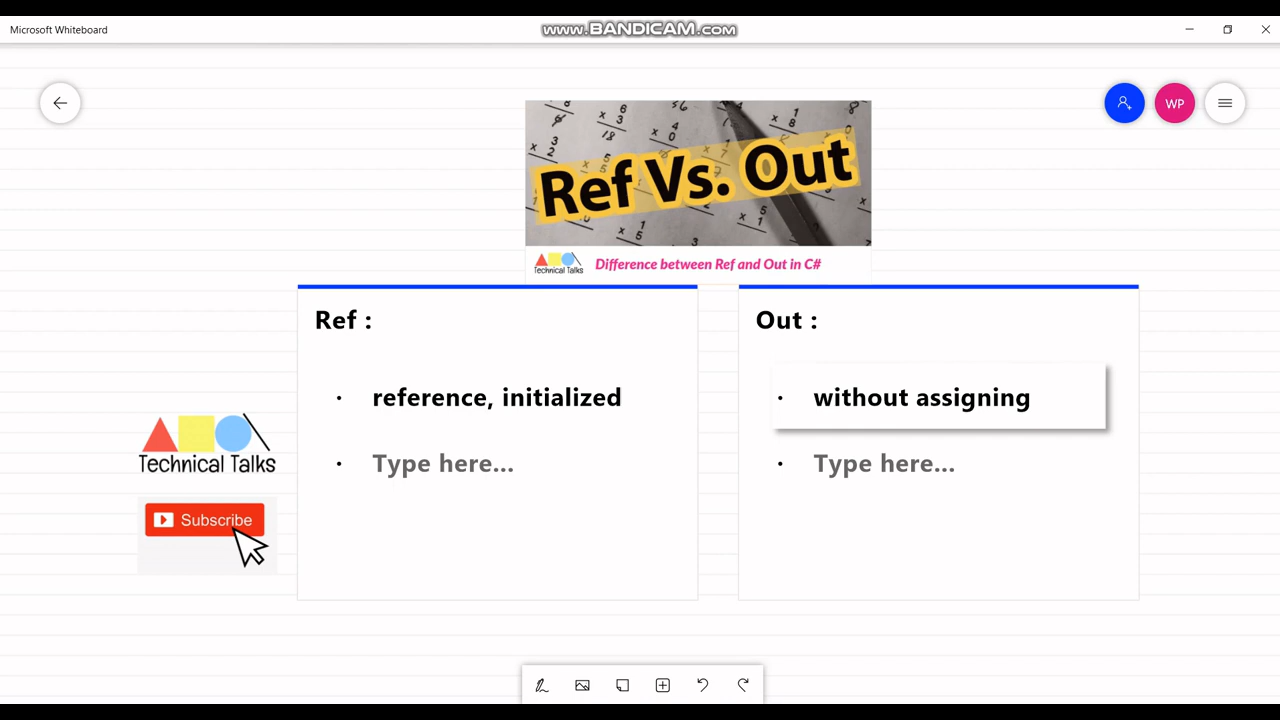 Microsoft Whiteboard
www.BANDICAM.com
WP
Ref Vs. Out
Technical Talks
Difference between Ref and Out in C#
Ref :
Out :
· reference, initialized
· without assigning
· Type here...
· Type here...
Technical Talks
Subscribe